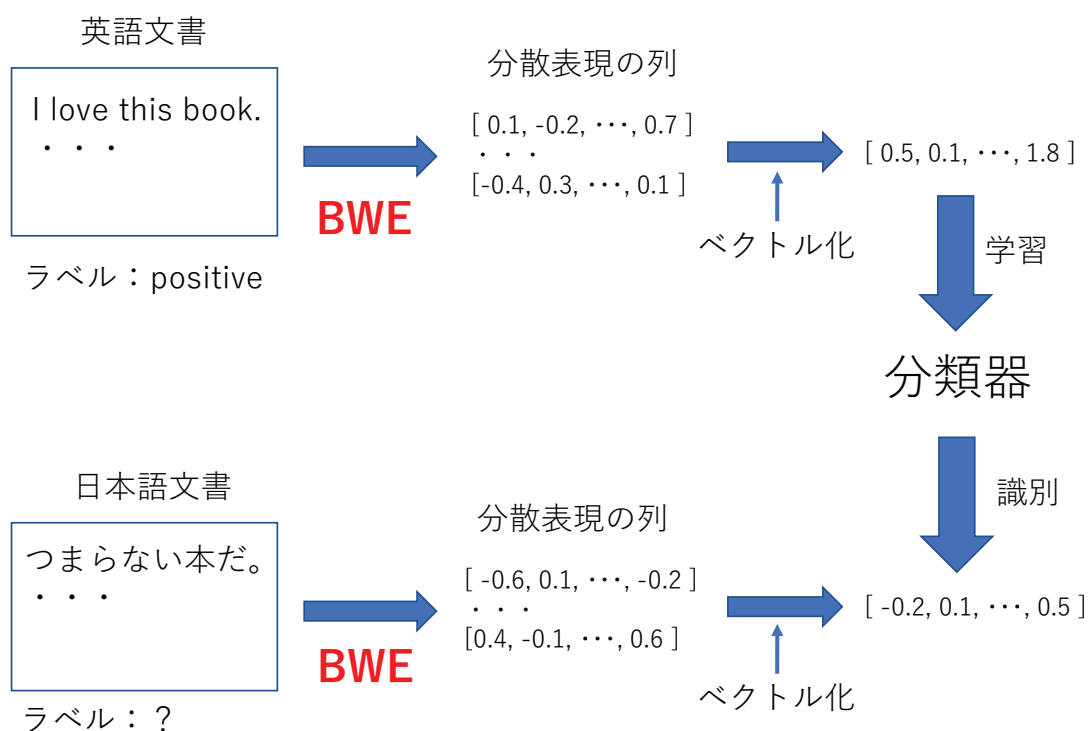 英語文書
I love this book.
・・・
ラベル：positive
BWE
分散表現の列
[ 0.1, -0.2, ･･･, 0.7 ]
・・・
[-0.4, 0.3, ･･･, 0.1 ]
ベクトル化
[ 0.5, 0.1, ･･･, 1.8 ]
学習
分類器
識別
日本語文書
つまらない本だ。
・・・
ラベル：？
BWE
分散表現の列
[ -0.6, 0.1, ･･･, -0.2 ]
・・・
[0.4, -0.1, ･･･, 0.6 ]
ベクトル化
[ -0.2, 0.1, ･･･, 0.5 ]